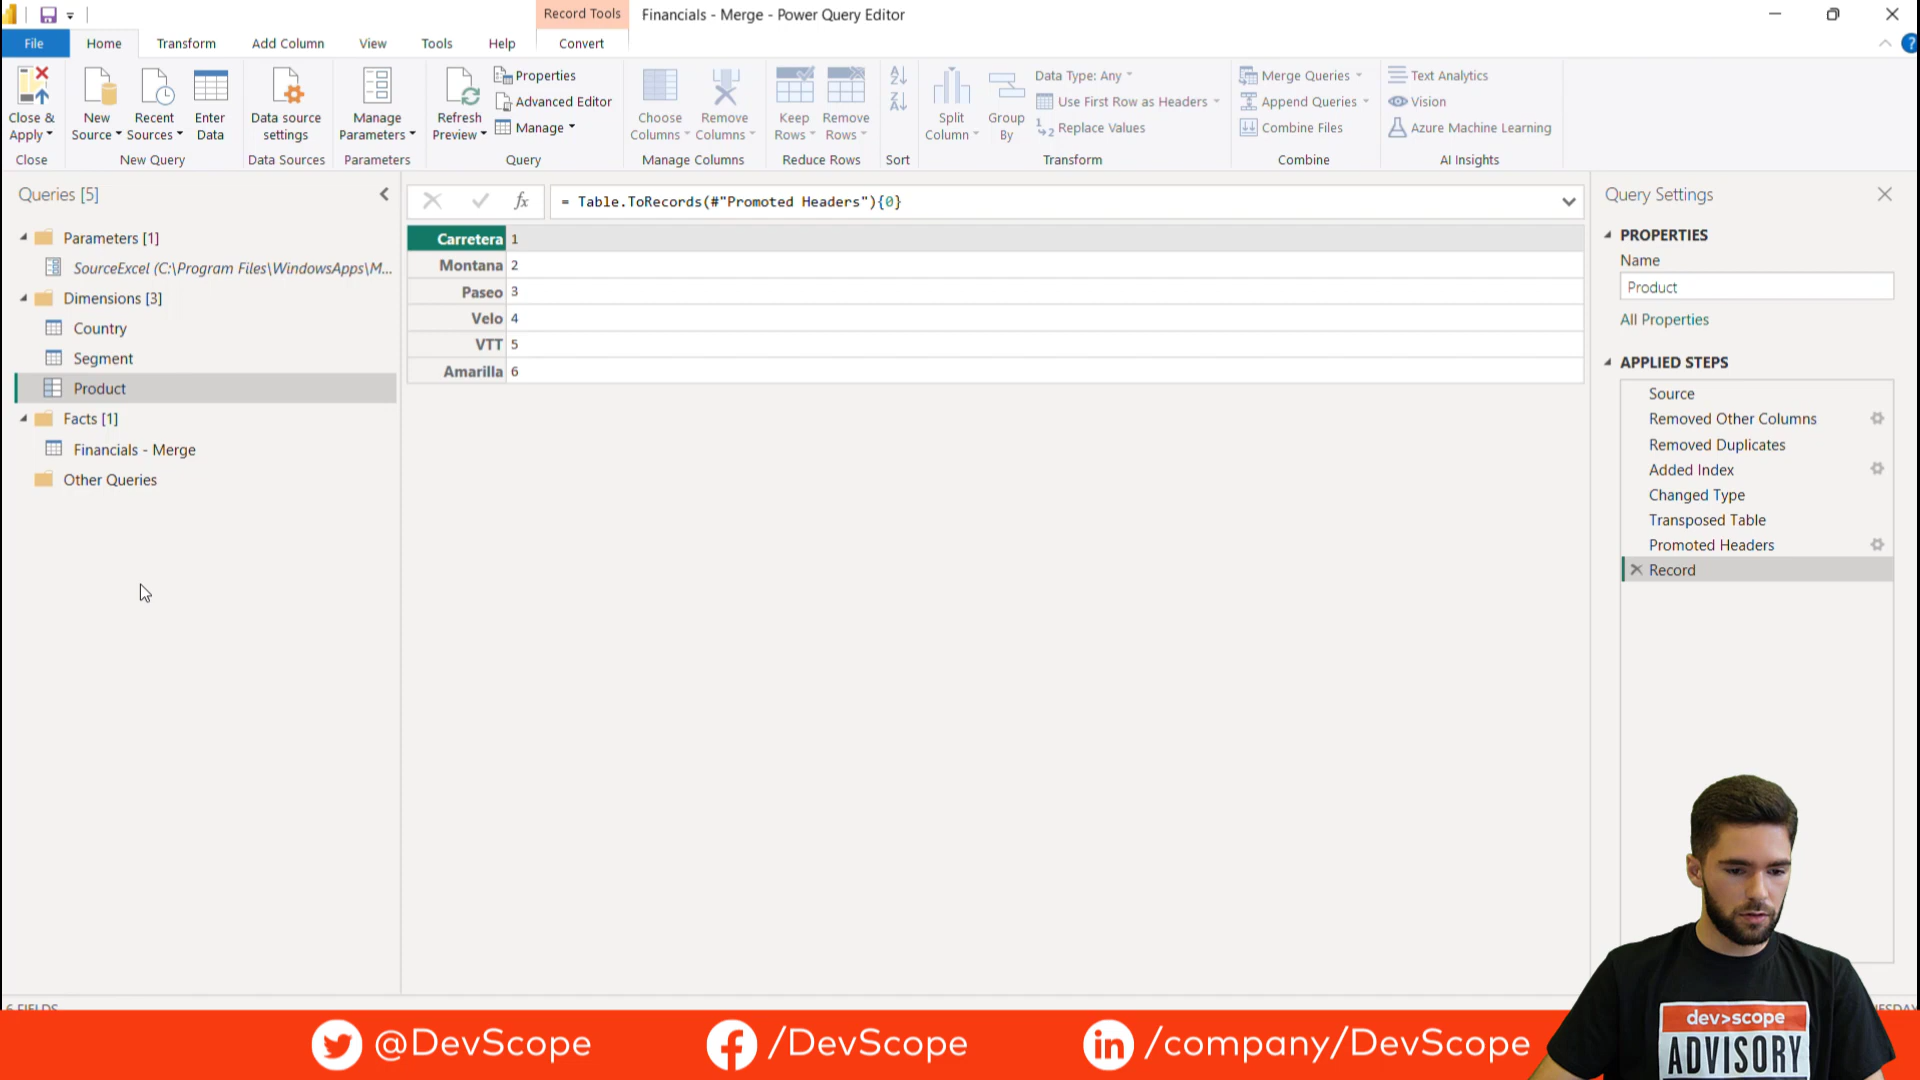 Record Tools
Financials - Merge - Power Query Editor
File
Home
Transform
Add Column
View
Tools
Help
Convert
Close &
Apply
Close
New
Source
Recent
Sources
Enter
Data
New Query
Data source
settings
Data Sources
Manage
Parameters
Parameters
Refresh
Preview
Properties
Advanced Editor
Manage
Query
Choose
Columns
Remove
Columns
Manage Columns
Keep
Rows
Remove
Rows
Reduce Rows
Sort
Split
Column
Group
By
Data Type: Any
Use First Row as Headers
Replace Values
Transform
Merge Queries
Append Queries
Combine Files
Combine
Text Analytics
Vision
Azure Machine Learning
AI Insights
Queries [5]
Parameters [1]
SourceExcel (C:\Program Files\WindowsApps\M...
Dimensions [3]
Country
Segment
Product
Facts [1]
Financials - Merge
Other Queries
fx
= Table.ToRecords(#"Promoted Headers"){0}
Carretera 1
Montana 2
Paseo 3
Velo 4
VTT 5
Amarilla 6
Query Settings
PROPERTIES
Name
Product
All Properties
APPLIED STEPS
Source
Removed Other Columns
Removed Duplicates
Added Index
Changed Type
Transposed Table
Promoted Headers
Record
6 FIELDS
@DevScope
/DevScope
in /company/DevScope
dev>scope
ADVISORY